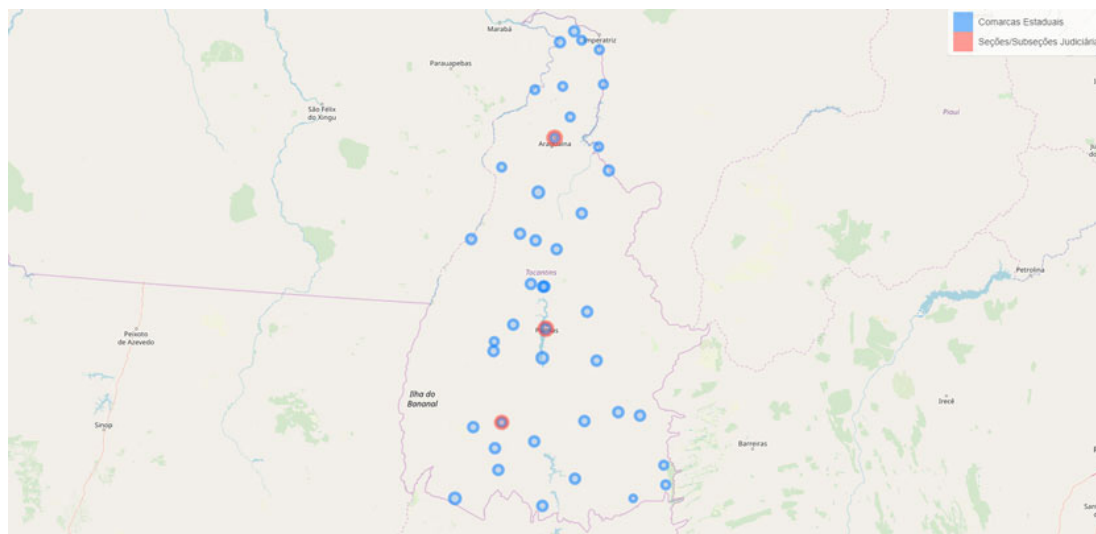 Comarcas Estaduais
Seções/Subseções Judiciária
Marabá
Imperatriz
Parauapebas
São Félix
do Xingu
Piauí
Araguaína
Petrolina
Tocantins
Peixoto
de Azevedo
Palmas
Ilha do
Bananal
Irecê
Sinop
Barreiras